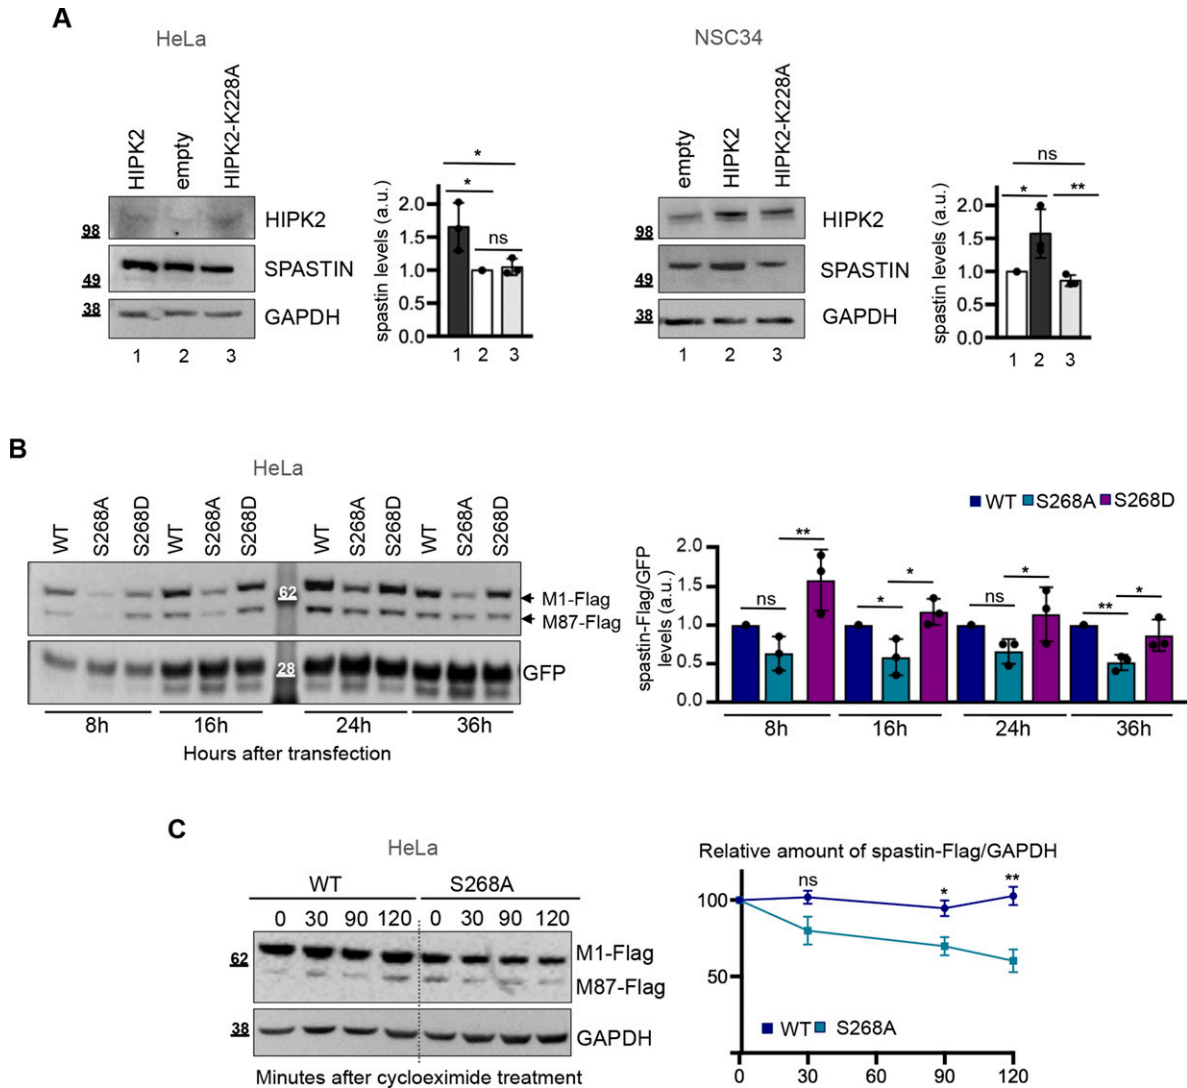 A
HeLa
HIPK2
empty
HIPK2-K228A
98
49
38
HIPK2
SPASTIN
GAPDH
1 2 3
spastin levels (a.u.)
2.0
1.5
1.0
0.5
0.0
*
*
ns
1 2 3
NSC34
empty
HIPK2
HIPK2-K228A
98
49
38
HIPK2
SPASTIN
GAPDH
1 2 3
spastin levels (a.u.)
2.0
1.5
1.0
0.5
0.0
ns
*
**
1 2 3
B
HeLa
WT S268A S268D WT S268A S268D WT S268A S268D WT S268A S268D
62
28
M1-Flag
M87-Flag
GFP
8h 16h 24h 36h
Hours after transfection
WT S268A S268D
spastin-Flag/GFP
levels (a.u.)
2.0
1.5
1.0
0.5
0.0
ns ** * * ns * ** *
8h 16h 24h 36h
C
HeLa
WT S268A
0 30 90 120 0 30 90 120
62
38
M1-Flag
M87-Flag
GAPDH
Minutes after cycloeximide treatment
Relative amount of spastin-Flag/GAPDH
100
50
ns * **
WT S268A
0 30 60 90 120